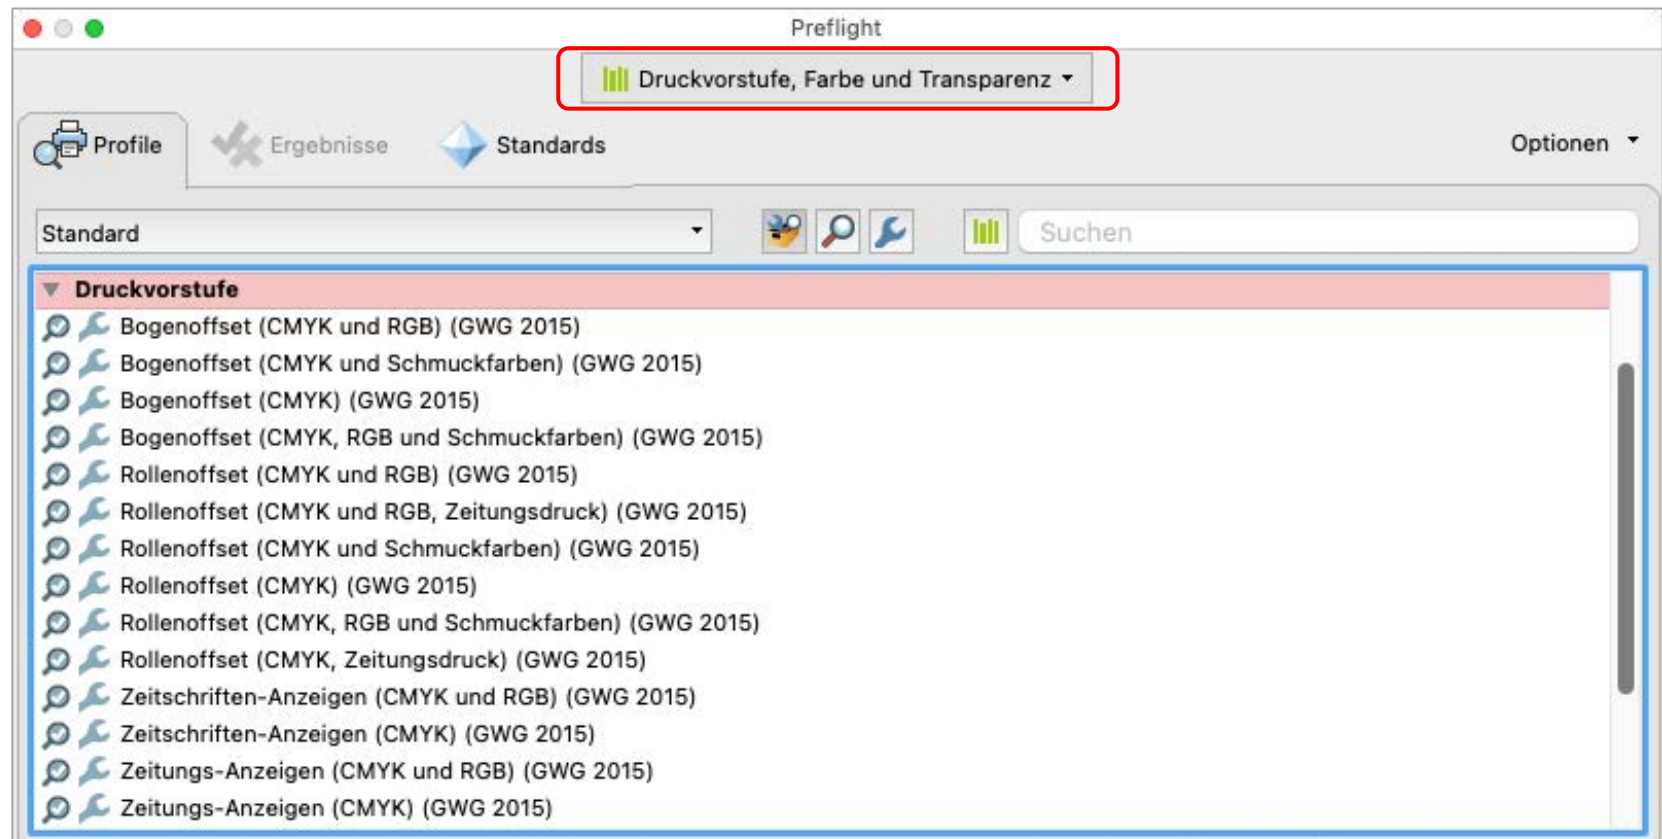 Preflight
Druckvorstufe, Farbe und Transparenz
Profile
Ergebnisse
Standards
Optionen
Standard
Suchen
Druckvorstufe
Bogenoffset (CMYK und RGB) (GWG 2015)
Bogenoffset (CMYK und Schmuckfarben) (GWG 2015)
Bogenoffset (CMYK) (GWG 2015)
Bogenoffset (CMYK, RGB und Schmuckfarben) (GWG 2015)
Rollenoffset (CMYK und RGB) (GWG 2015)
Rollenoffset (CMYK und RGB, Zeitungsdruck) (GWG 2015)
Rollenoffset (CMYK und Schmuckfarben) (GWG 2015)
Rollenoffset (CMYK) (GWG 2015)
Rollenoffset (CMYK, RGB und Schmuckfarben) (GWG 2015)
Rollenoffset (CMYK, Zeitungsdruck) (GWG 2015)
Zeitschriften-Anzeigen (CMYK und RGB) (GWG 2015)
Zeitschriften-Anzeigen (CMYK) (GWG 2015)
Zeitungs-Anzeigen (CMYK und RGB) (GWG 2015)
Zeitungs-Anzeigen (CMYK) (GWG 2015)